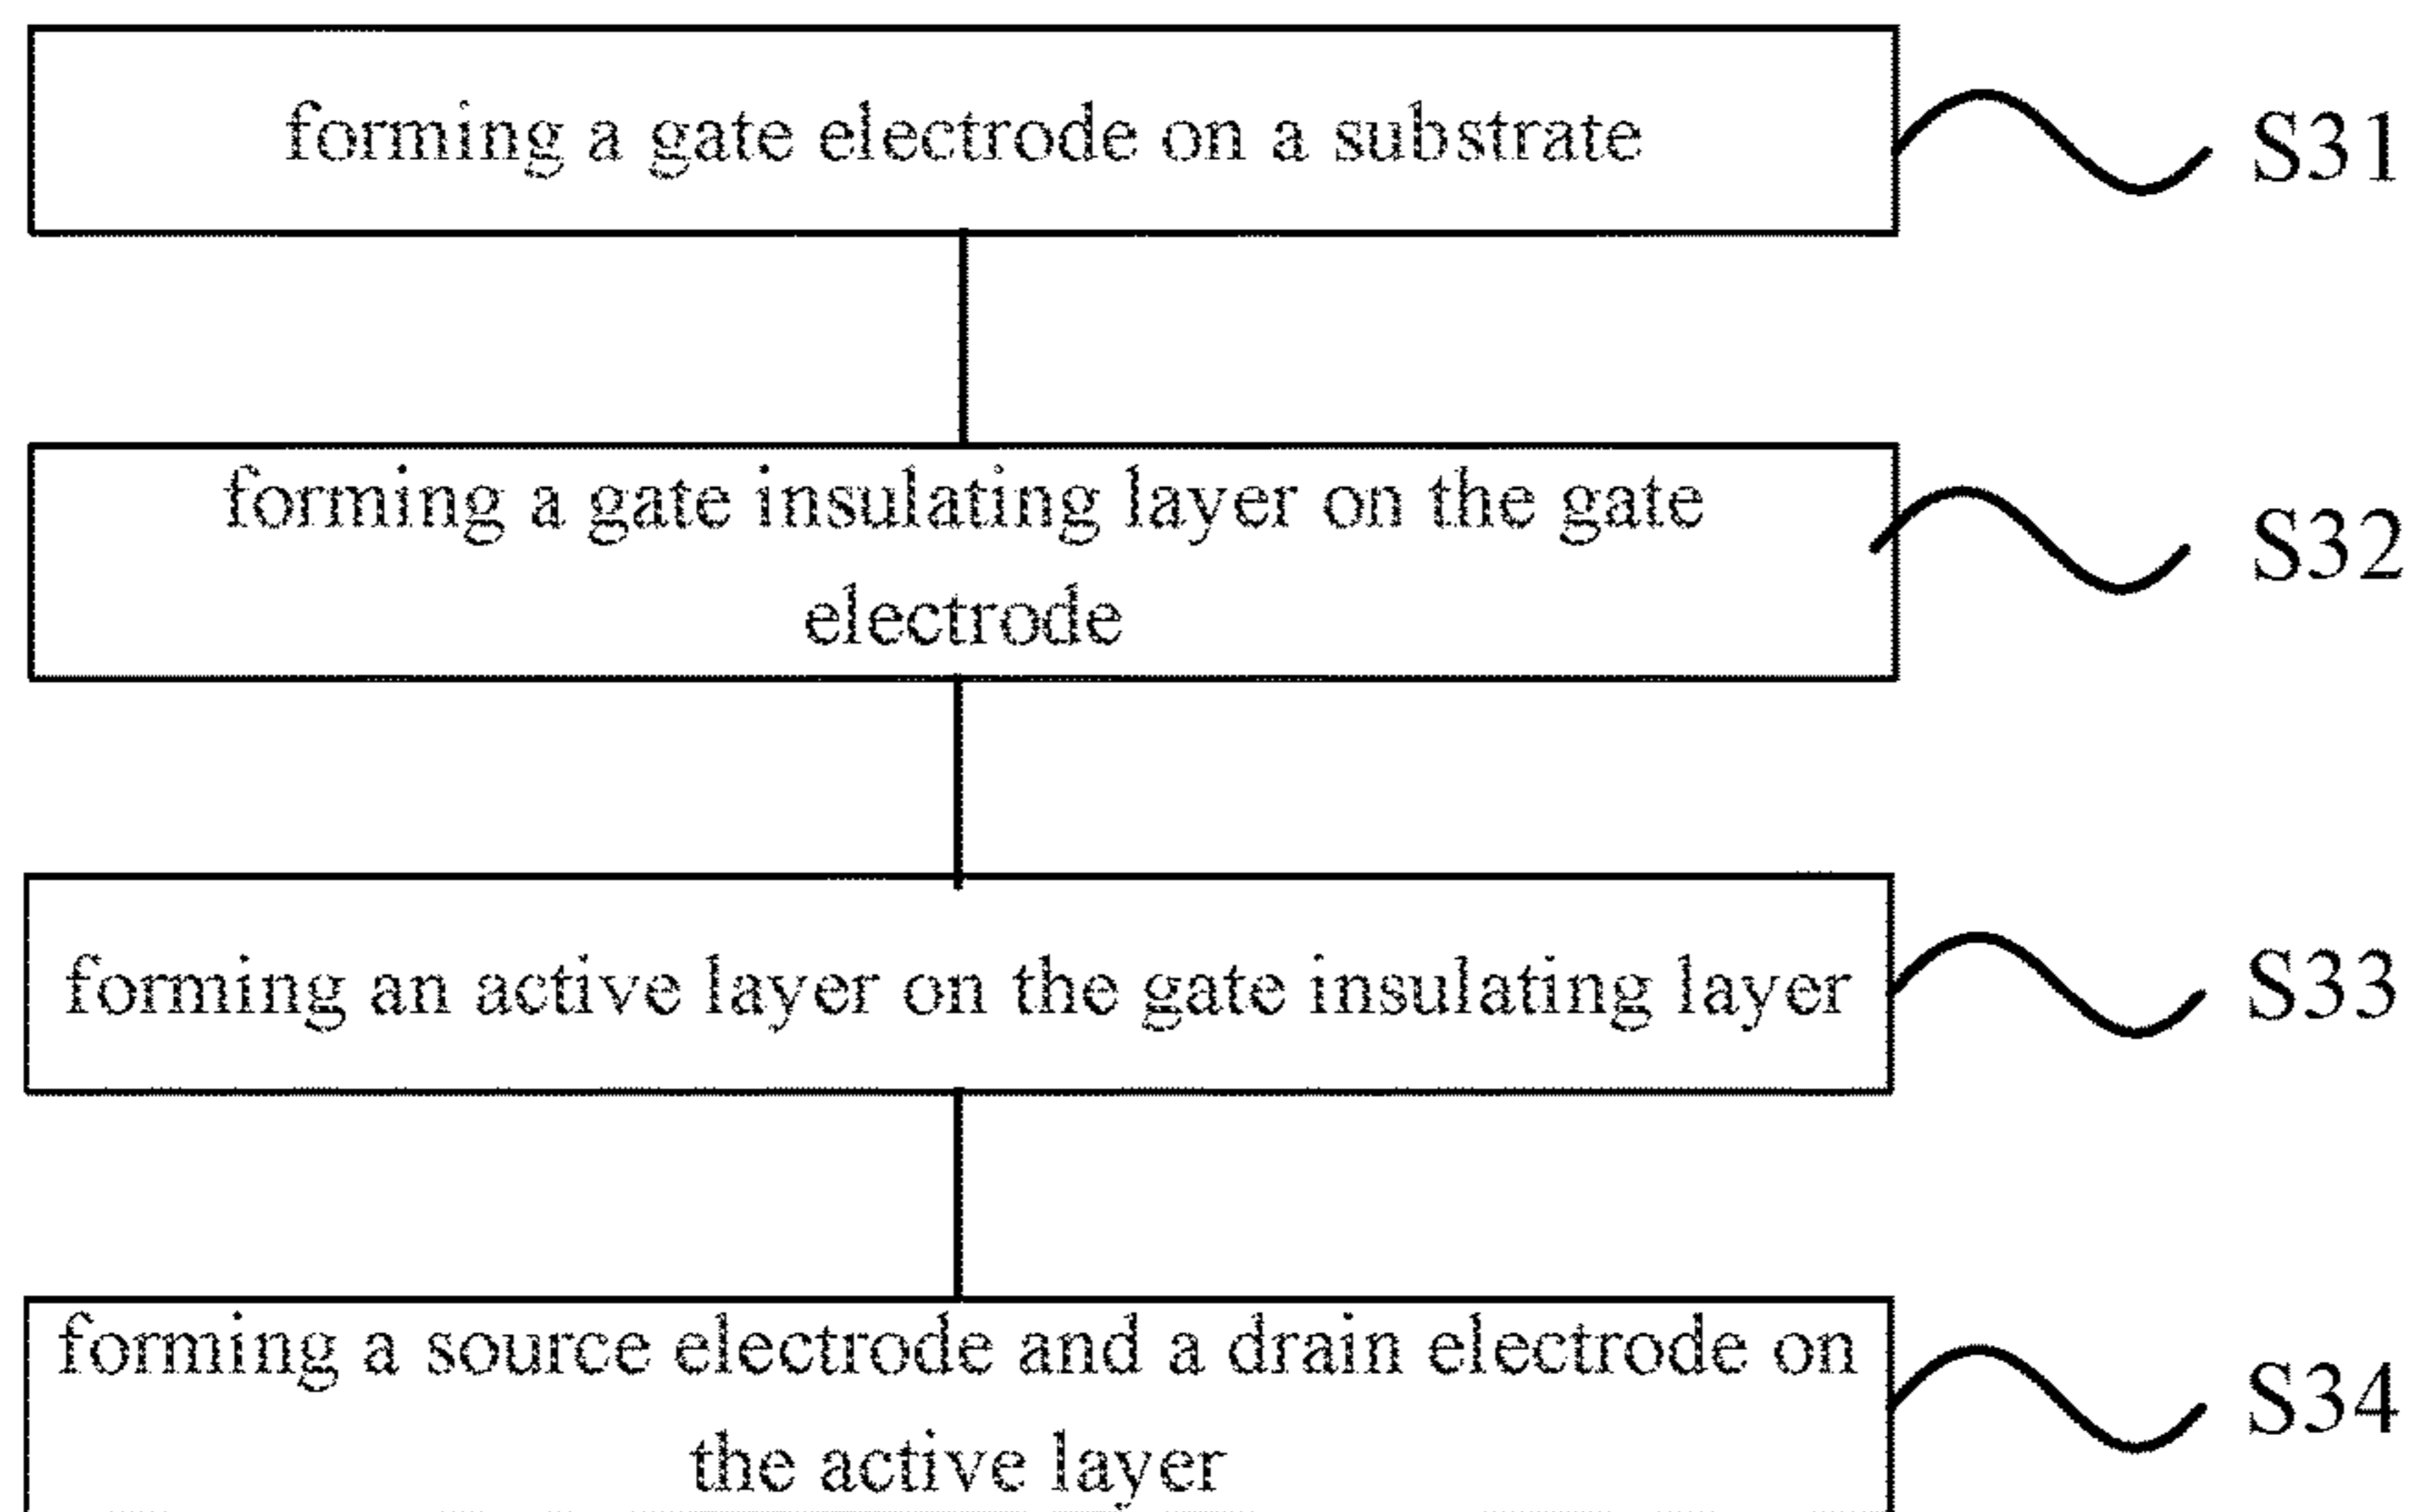 forming a gate electrode on a substrate
S31
forming a gate insulating layer on the gate
electrode
S32
forming an active layer on the gate insulating layer
S33
forming a source electrode and a drain electrode on
the active layer
S34